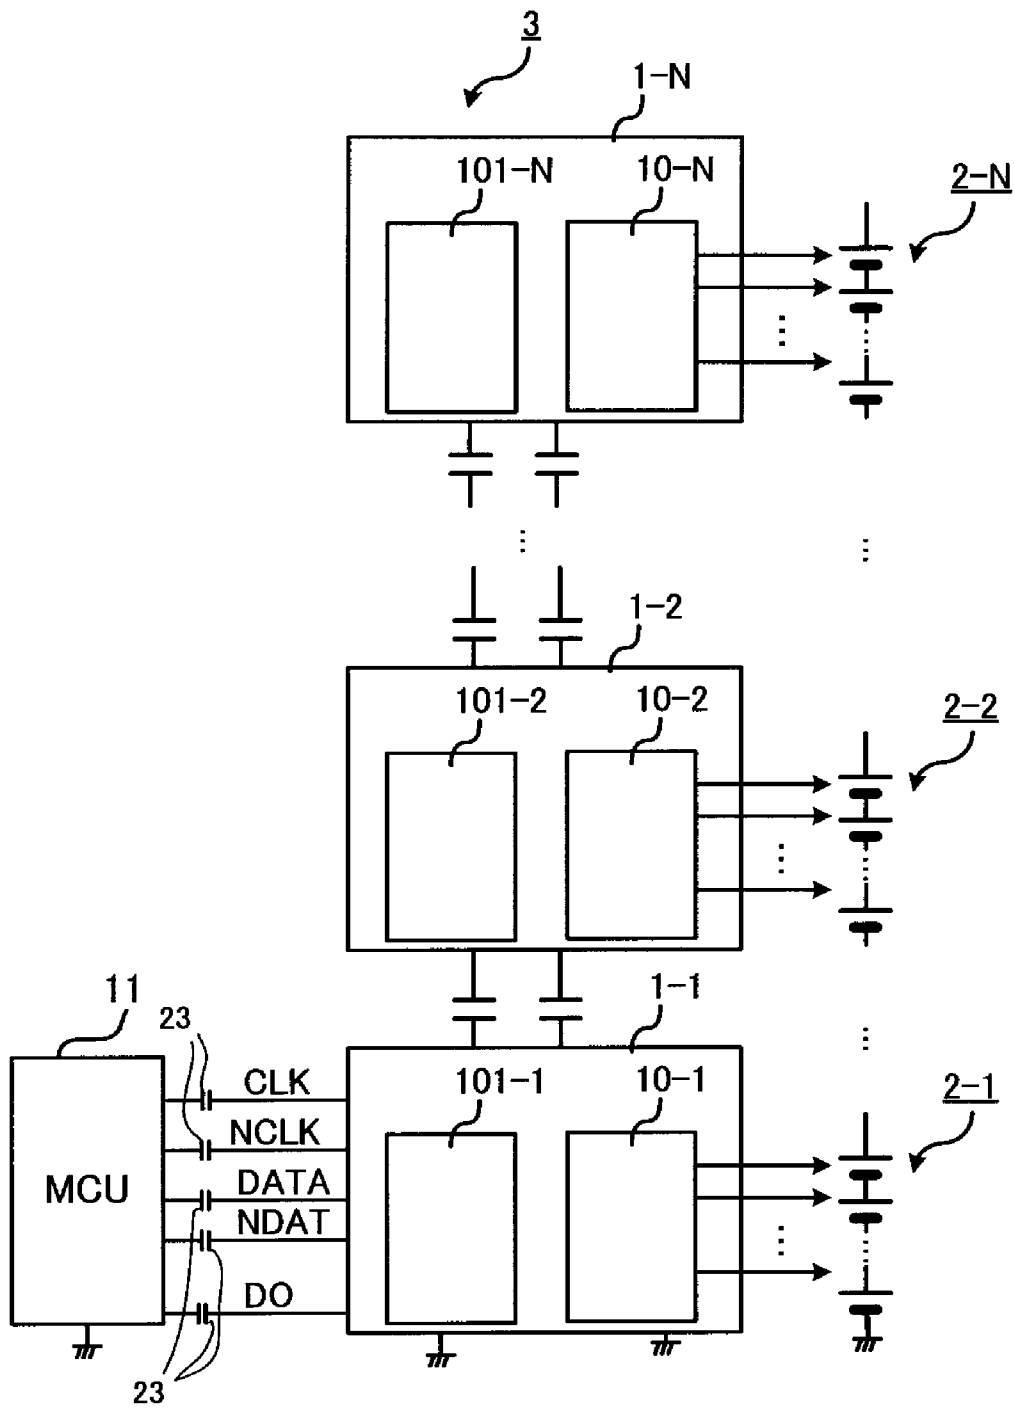 3
1-N
101-N
10-N
2-N
1-2
101-2
10-2
2-2
11
23
1-1
CLK
101-1
10-1
2-1
NCLK
MCU
DATA
NDAT
DO
23